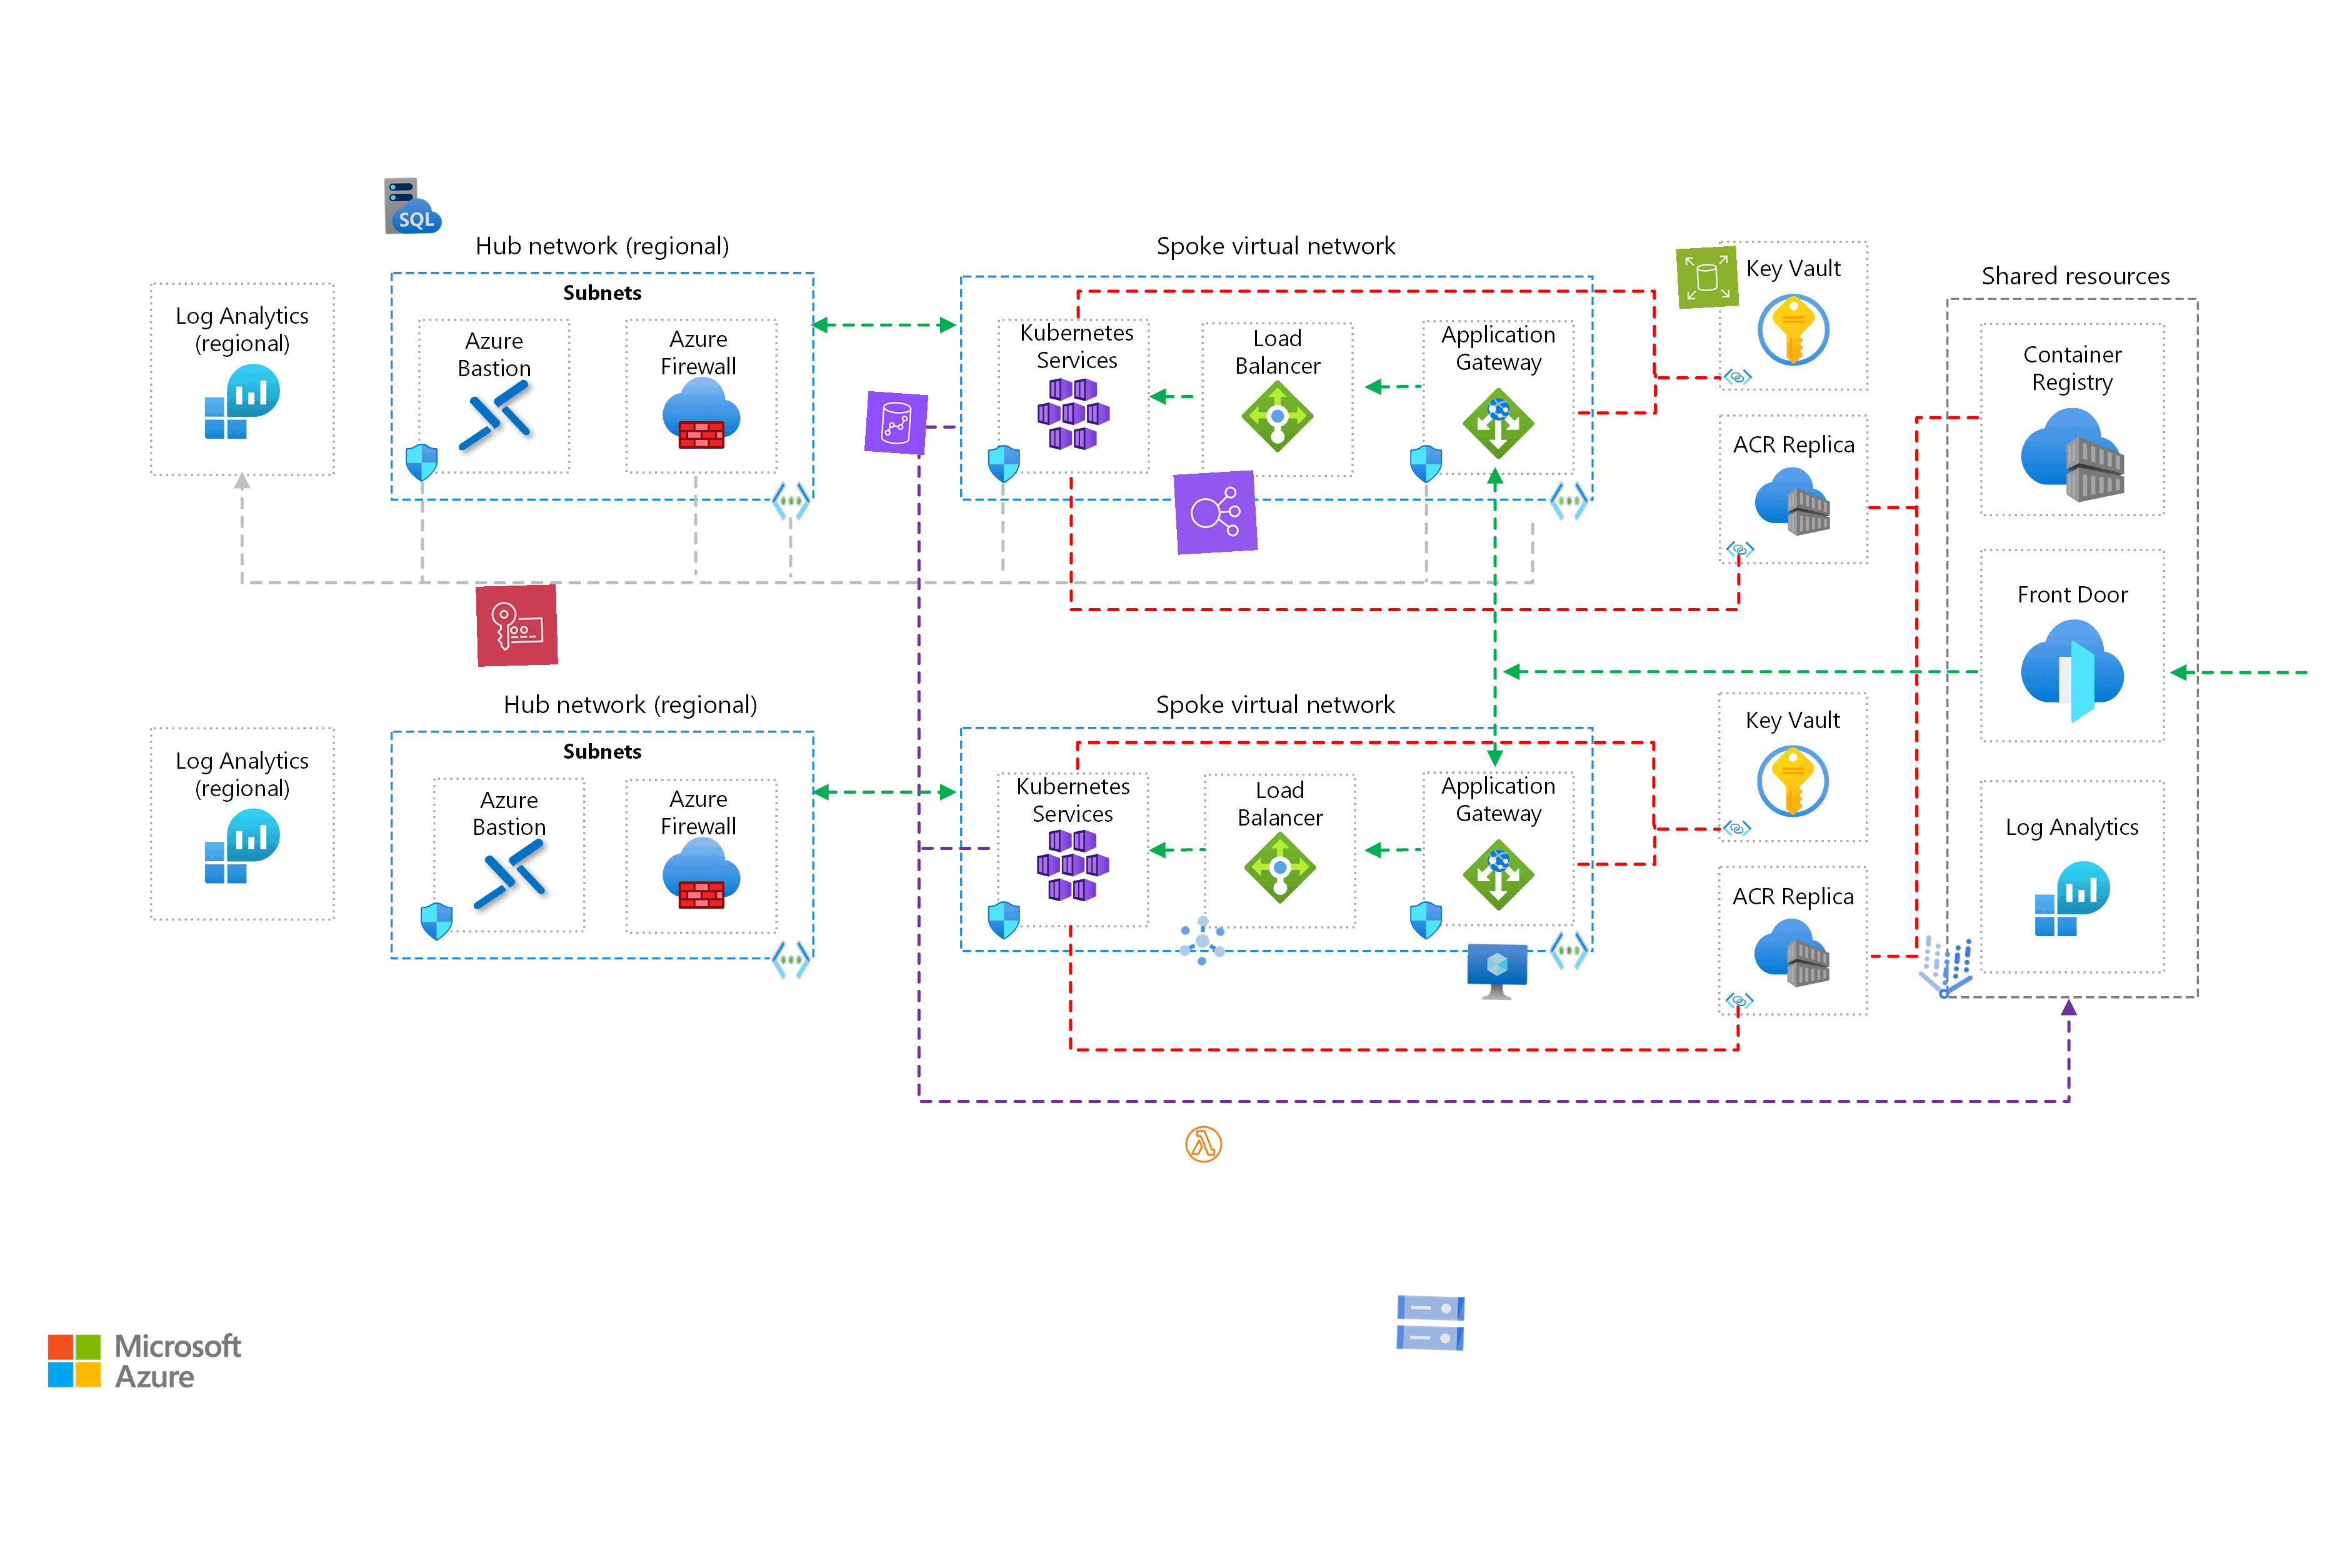 SQL
Hub network (regional)
Subnets
Azure
Bastion
Azure
Firewall
Log Analytics
(regional)
Spoke virtual network
Kubernetes
Services
Load
Balancer
Application
Gateway
Key Vault
ACR Replica
Shared resources
Container
Registry
Front Door
Log Analytics
Log Analytics
(regional)
Hub network (regional)
Subnets
Azure
Bastion
Azure
Firewall
Spoke virtual network
Kubernetes
Services
Load
Balancer
Application
Gateway
Key Vault
ACR Replica
Microsoft
Azure